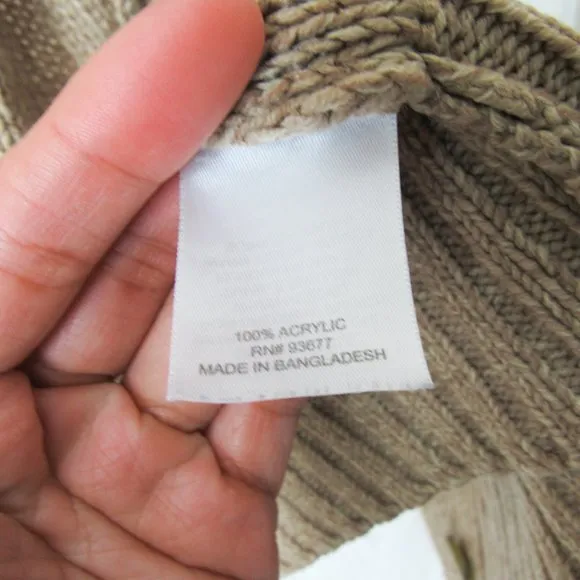 100% ACRYLIC
RN# 93677
MADE IN BANGLADESH